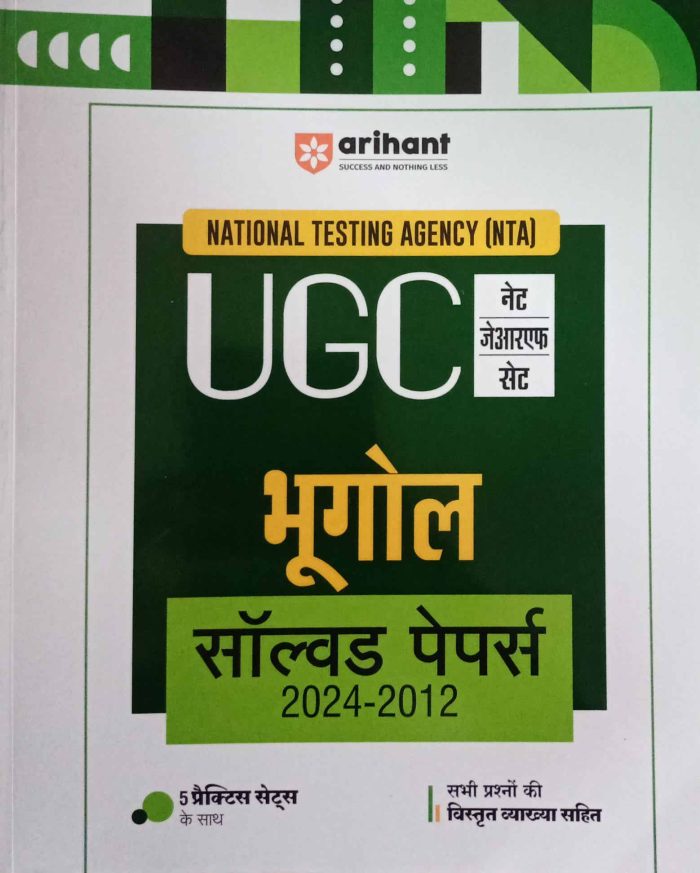 arihant
SUCCESS AND NOTHING LESS
NATIONAL TESTING AGENCY (NTA)
UGC
नेट
जेआरएफ
सेट
भूगोल
सॉल्वड पेपर्स
2024-2012
5 प्रैक्टिस सेट्स
के साथ
सभी प्रश्नों की
विस्तृत व्याख्या सहित